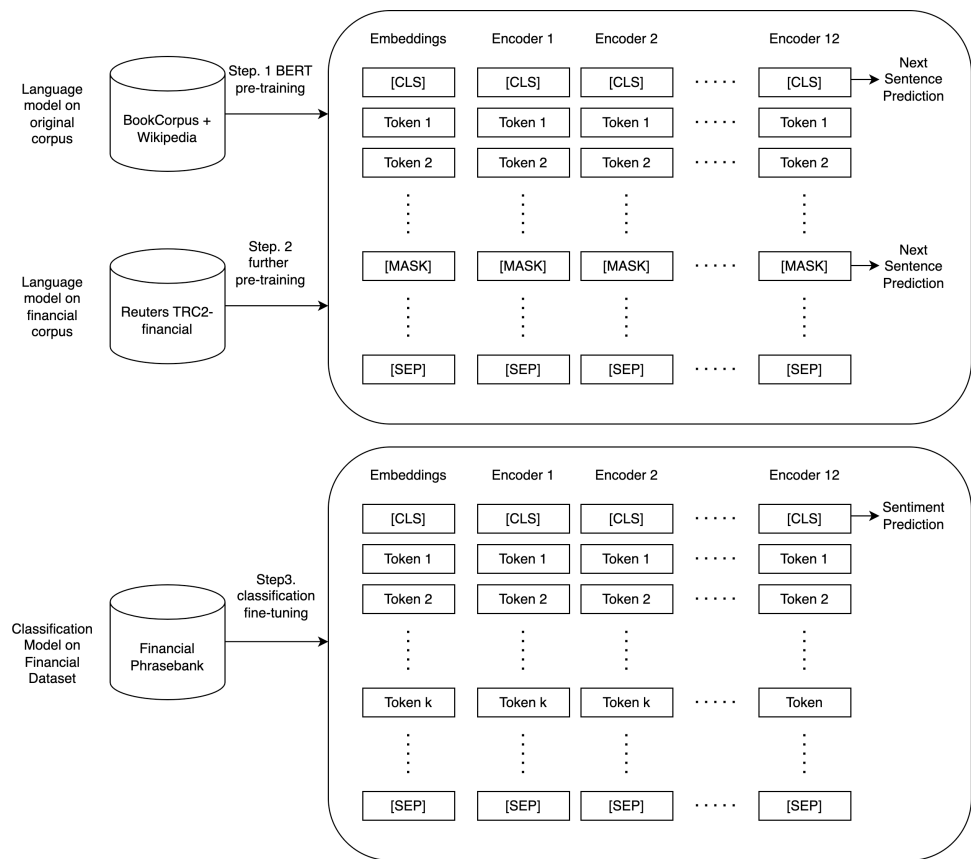 Embeddings Encoder 1 Encoder 2 Encoder 12
Language
model on
original
corpus
BookCorpus +
Wikipedia
Step. 1 BERT
pre-training
[CLS] [CLS] [CLS] ..... [CLS]
Next
Sentence
Prediction
Token 1 Token 1 Token 1 ..... Token 1
Token 2 Token 2 Token 2 ..... Token 2
Language
model on
financial
corpus
Reuters TRC2-
financial
Step. 2
further
pre-training
[MASK] [MASK] [MASK] ..... [MASK]
Next
Sentence
Prediction
[SEP] [SEP] [SEP] ..... [SEP]
Embeddings Encoder 1 Encoder 2 Encoder 12
[CLS] [CLS] [CLS] ..... [CLS]
Sentiment
Prediction
Token 1 Token 1 Token 1 ..... Token 1
Token 2 Token 2 Token 2 ..... Token 2
Classification
Model on
Financial
Dataset
Financial
Phrasebank
Step3.
classification
fine-tuning
Token k Token k Token k ..... Token
[SEP] [SEP] [SEP] ..... [SEP]